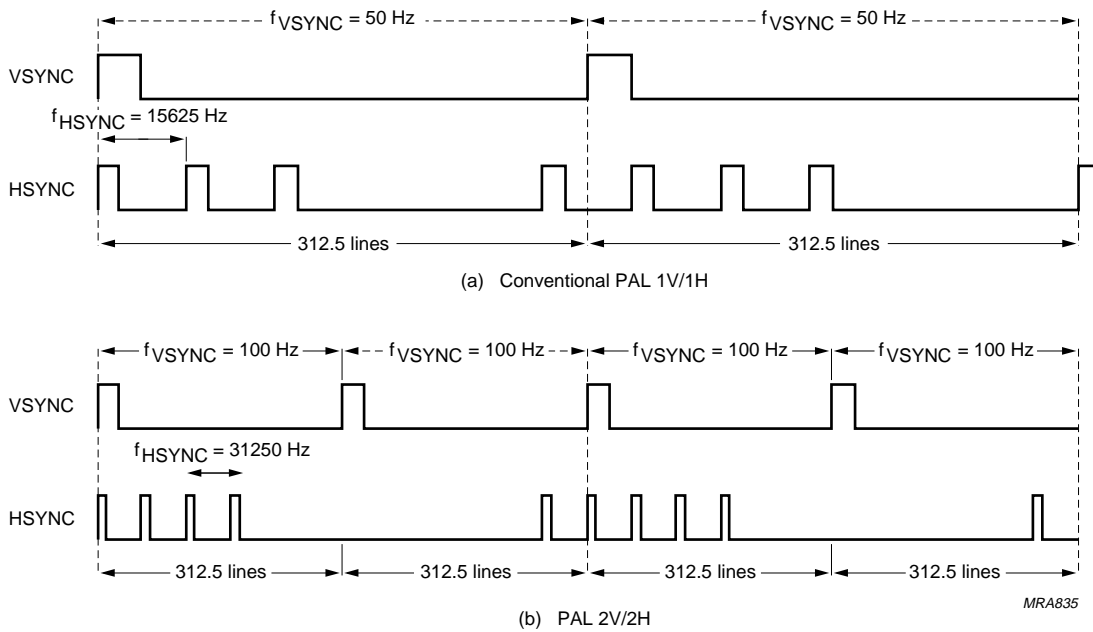 fVSYNC = 50 Hz fVSYNC = 50 Hz
VSYNC
fHSYNC = 15625 Hz
HSYNC
312.5 lines 312.5 lines
(a) Conventional PAL 1V/1H
fVSYNC = 100 Hz fVSYNC = 100 Hz fVSYNC = 100 Hz fVSYNC = 100 Hz
VSYNC
fHSYNC = 31250 Hz
HSYNC
312.5 lines 312.5 lines 312.5 lines 312.5 lines
MRA835
(b) PAL 2V/2H